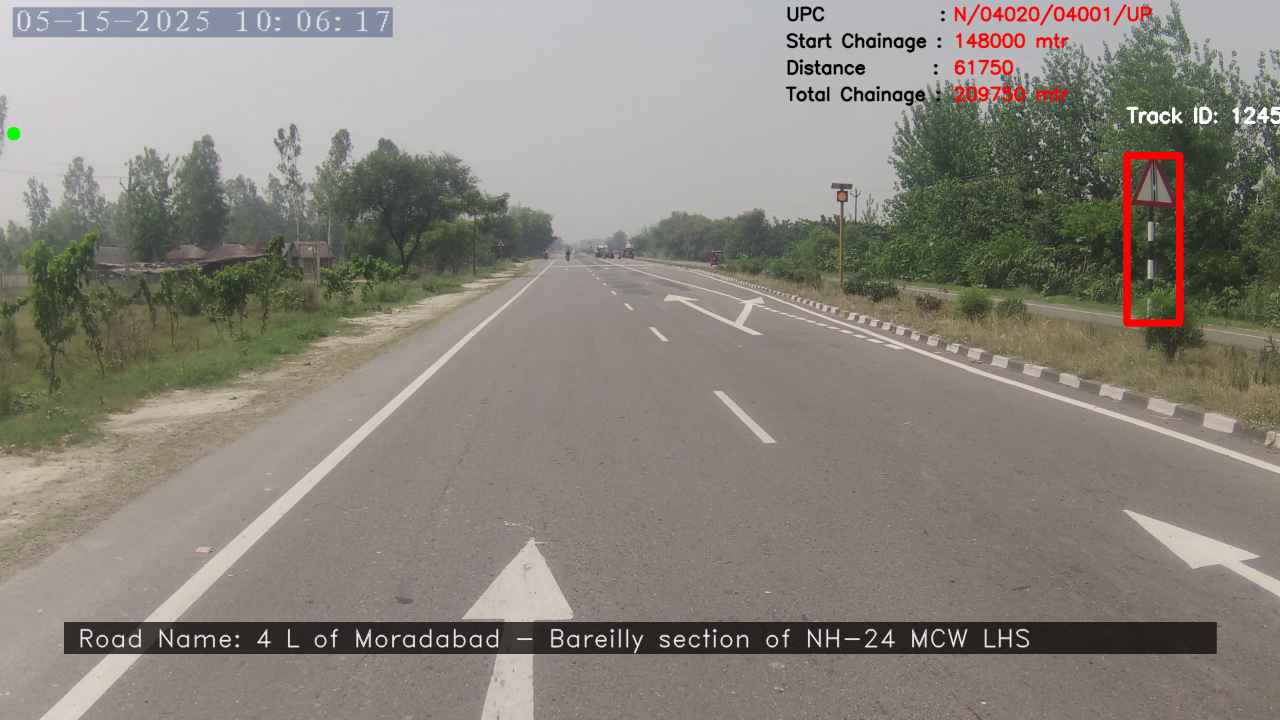 05-15-2025 10:06:17
UPC : N/04020/04001/UP
Start Chainage : 148000 mtr
Distance : 61750
Total Chainage : 209750 mtr
Track ID: 1245
Road Name: 4 L of Moradabad - Bareilly section of NH-24 MCW LHS